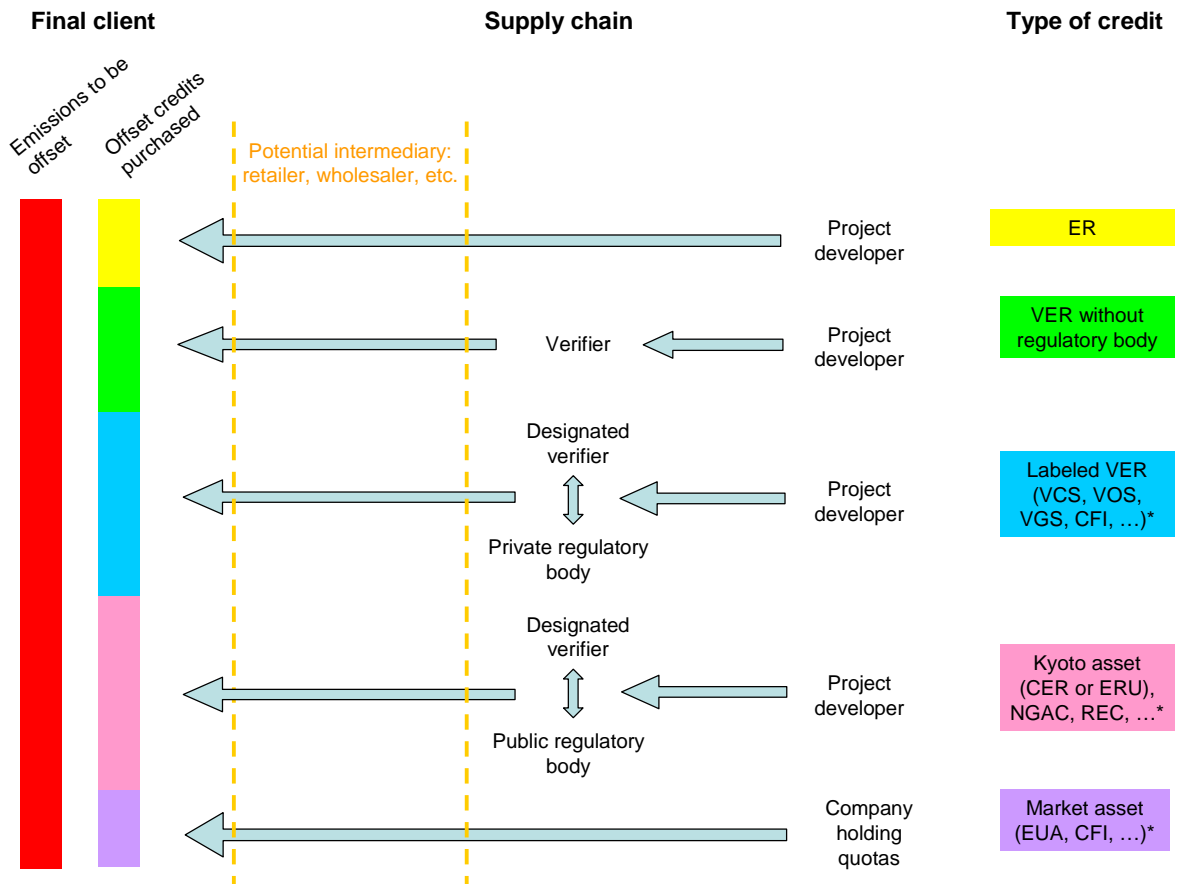 Final client
Supply chain
Type of credit
Emissions to be
offset
Offset credits
purchased
Potential intermediary:
retailer, wholesaler, etc.
Project
developer
ER
Verifier
Project
developer
VER without
regulatory body
Designated
verifier
Private regulatory
body
Project
developer
Labeled VER
(VCS, VOS,
VGS, CFI, …)*
Designated
verifier
Public regulatory
body
Project
developer
Kyoto asset
(CER or ERU),
NGAC, REC, …*
Company
holding
quotas
Market asset
(EUA, CFI, …)*